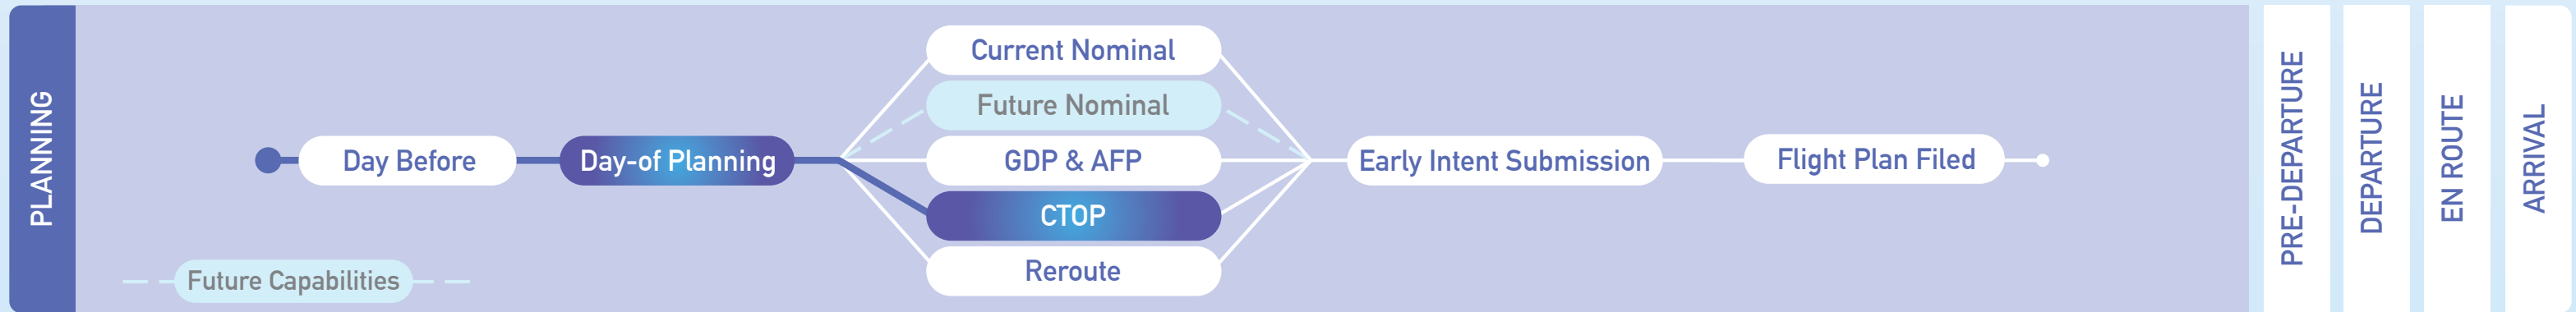 PLANNING
Day Before
Day-of Planning
Current Nominal
Future Nominal
GDP & AFP
CTOP
Reroute
Early Intent Submission
Flight Plan Filed
Future Capabilities
PRE-DEPARTURE
DEPARTURE
EN ROUTE
ARRIVAL